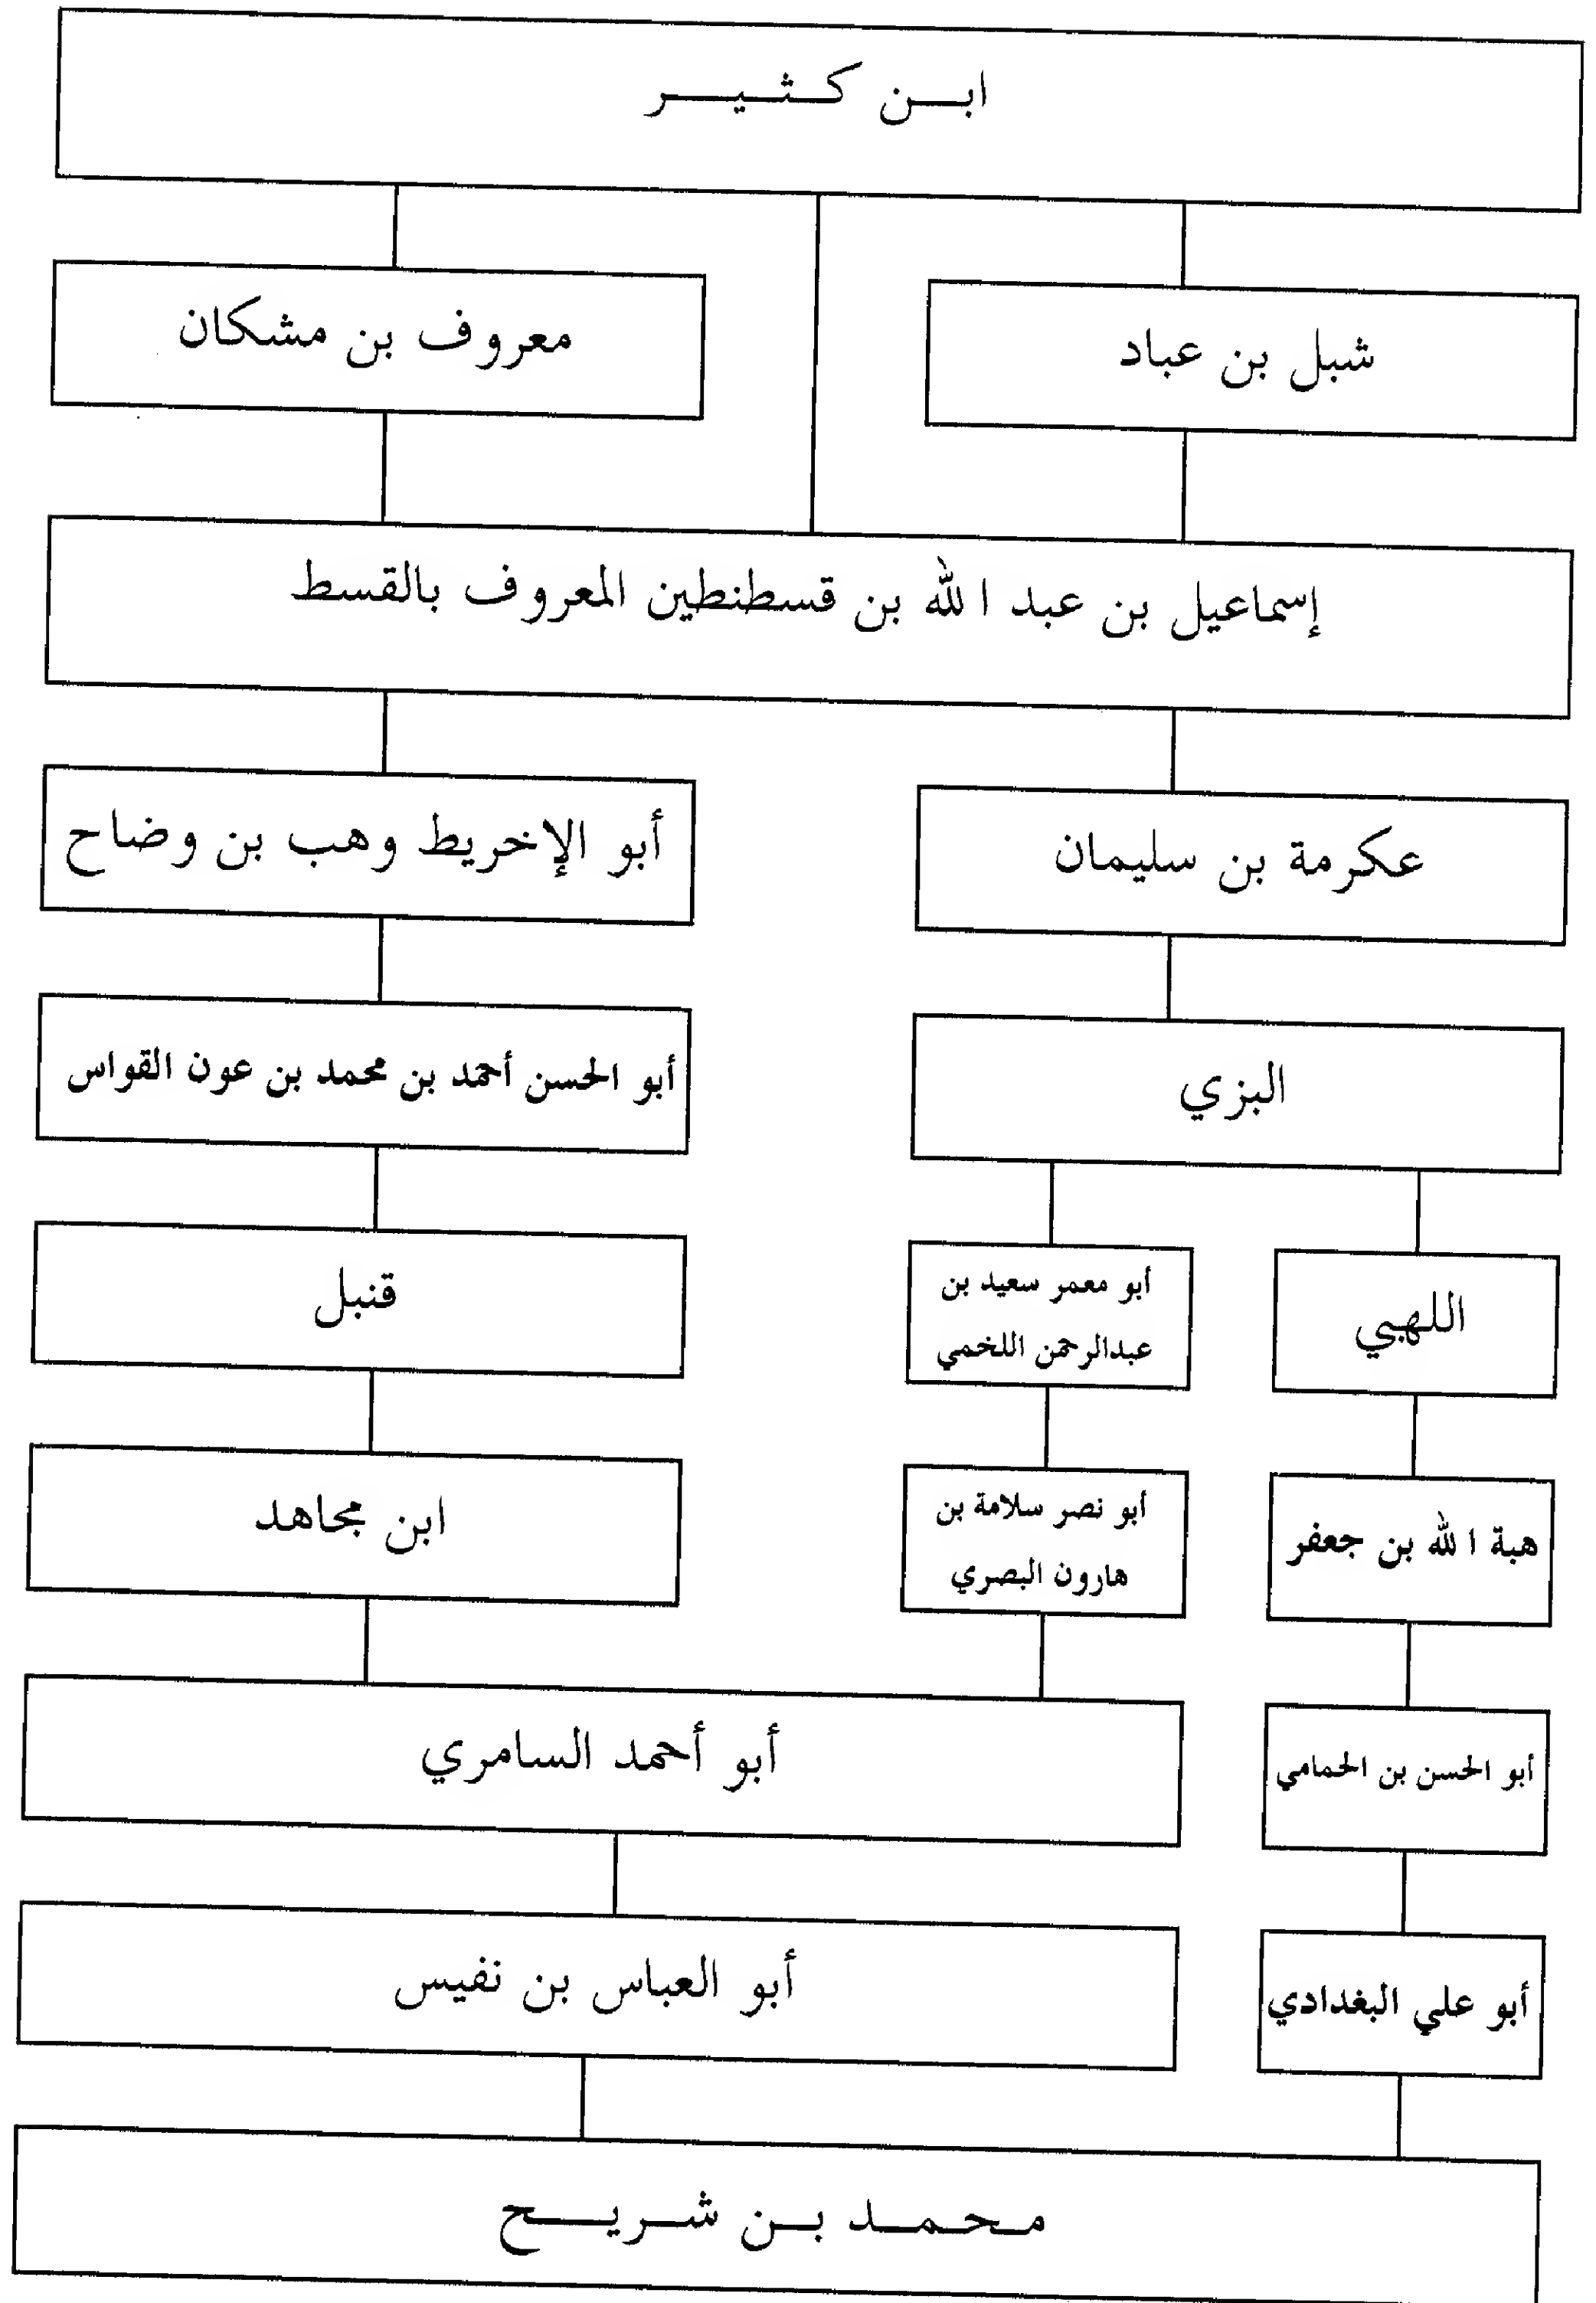 ابن كثير
شبل بن عباد
معروف بن مشكان
إسماعيل بن عبد الله بن قسطنطين المعروف بالقسط
عكرمة بن سليمان
أبو الإخريط وهب بن وضاح
البزي
أبو الحسن أحمد بن محمد بن عون القواس
اللهبي
أبو معمر سعيد بن
عبدالرحمن اللخمي
قنبل
هبة الله بن جعفر
أبو نصر سلامة بن
هارون البصري
ابن مجاهد
أبو الحسن بن الحمامي
أبو أحمد السامري
أبو علي البغدادي
أبو العباس بن نفيس
محمد بن شريح